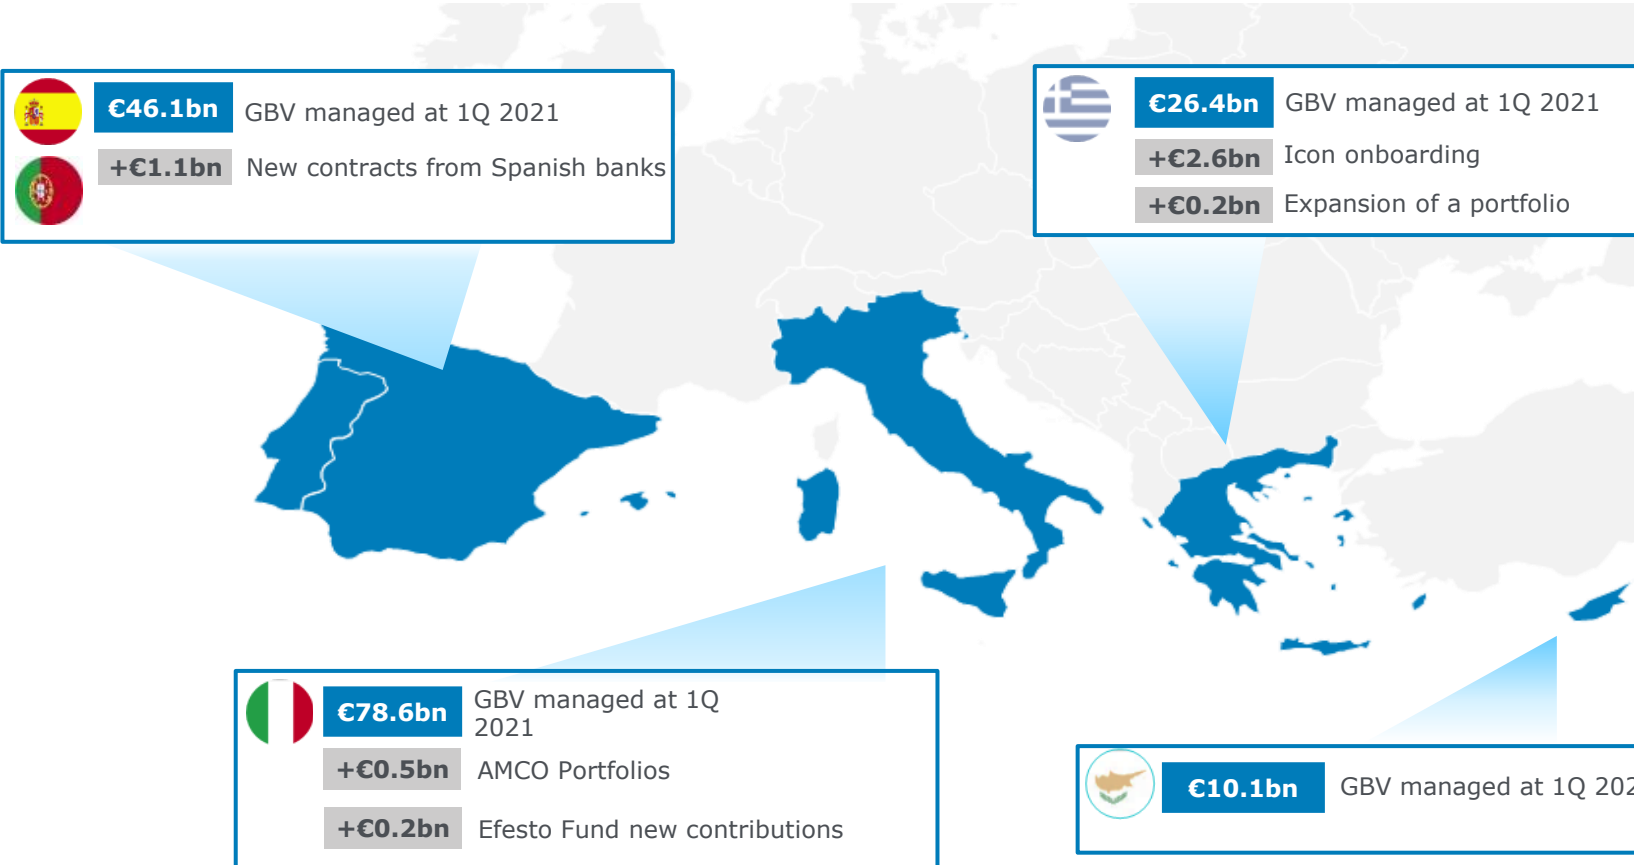 €46.1bn GBV managed at 1Q 2021
+€1.1bn New contracts from Spanish banks
€26.4bn GBV managed at 1Q 2021
+€2.6bn Icon onboarding
+€0.2bn Expansion of a portfolio
€78.6bn GBV managed at 1Q
2021
+€0.5bn AMCO Portfolios
+€0.2bn Efesto Fund new contributions
€10.1bn GBV managed at 1Q